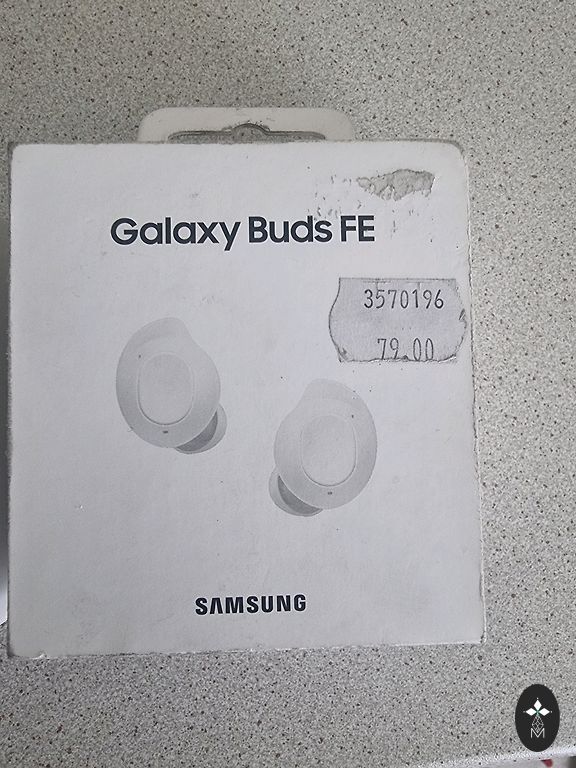 Galaxy Buds FE
3570196
79.00
SAMSUNG
M